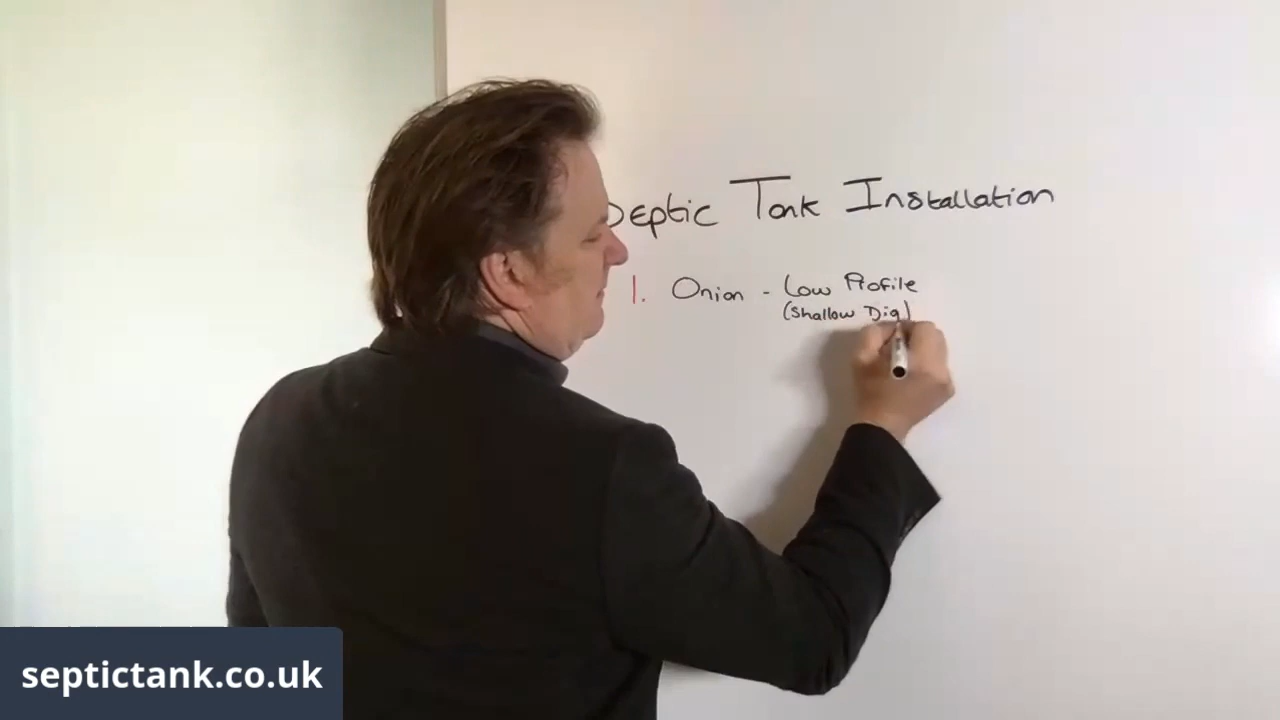 Septic Tank Installation
1. Onion - Low Profile
(Shallow Dig)
septictank.co.uk